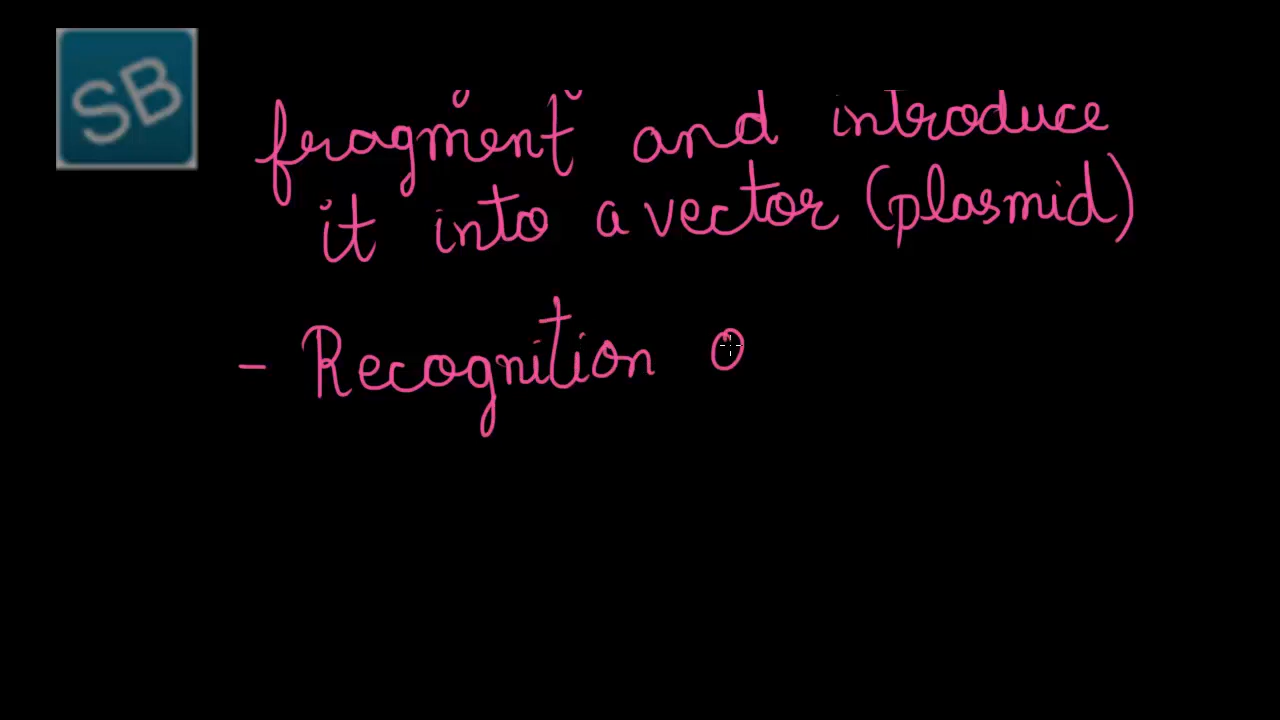 SB
fragment and introduce
it into a vector (plasmid)
- Recognition o